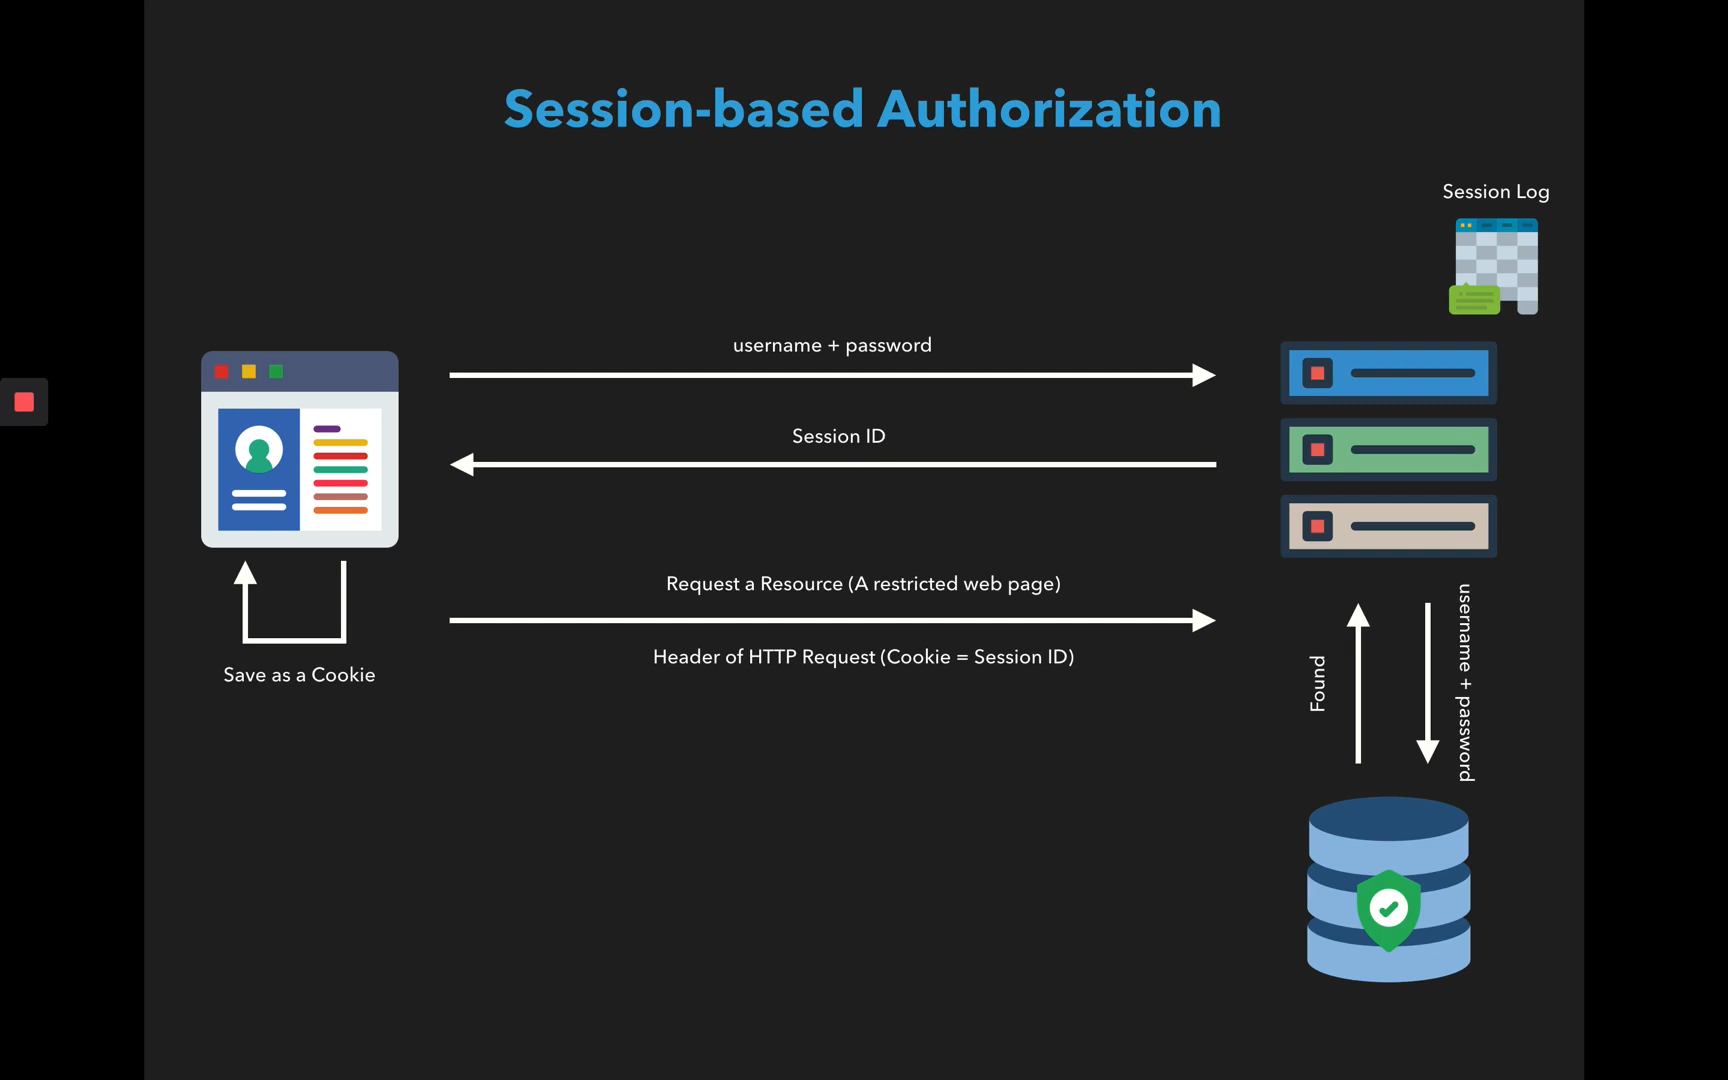 Session-based Authorization
Session Log
username + password
Session ID
Request a Resource (A restricted web page)
Header of HTTP Request (Cookie = Session ID)
Save as a Cookie
Found
username + password